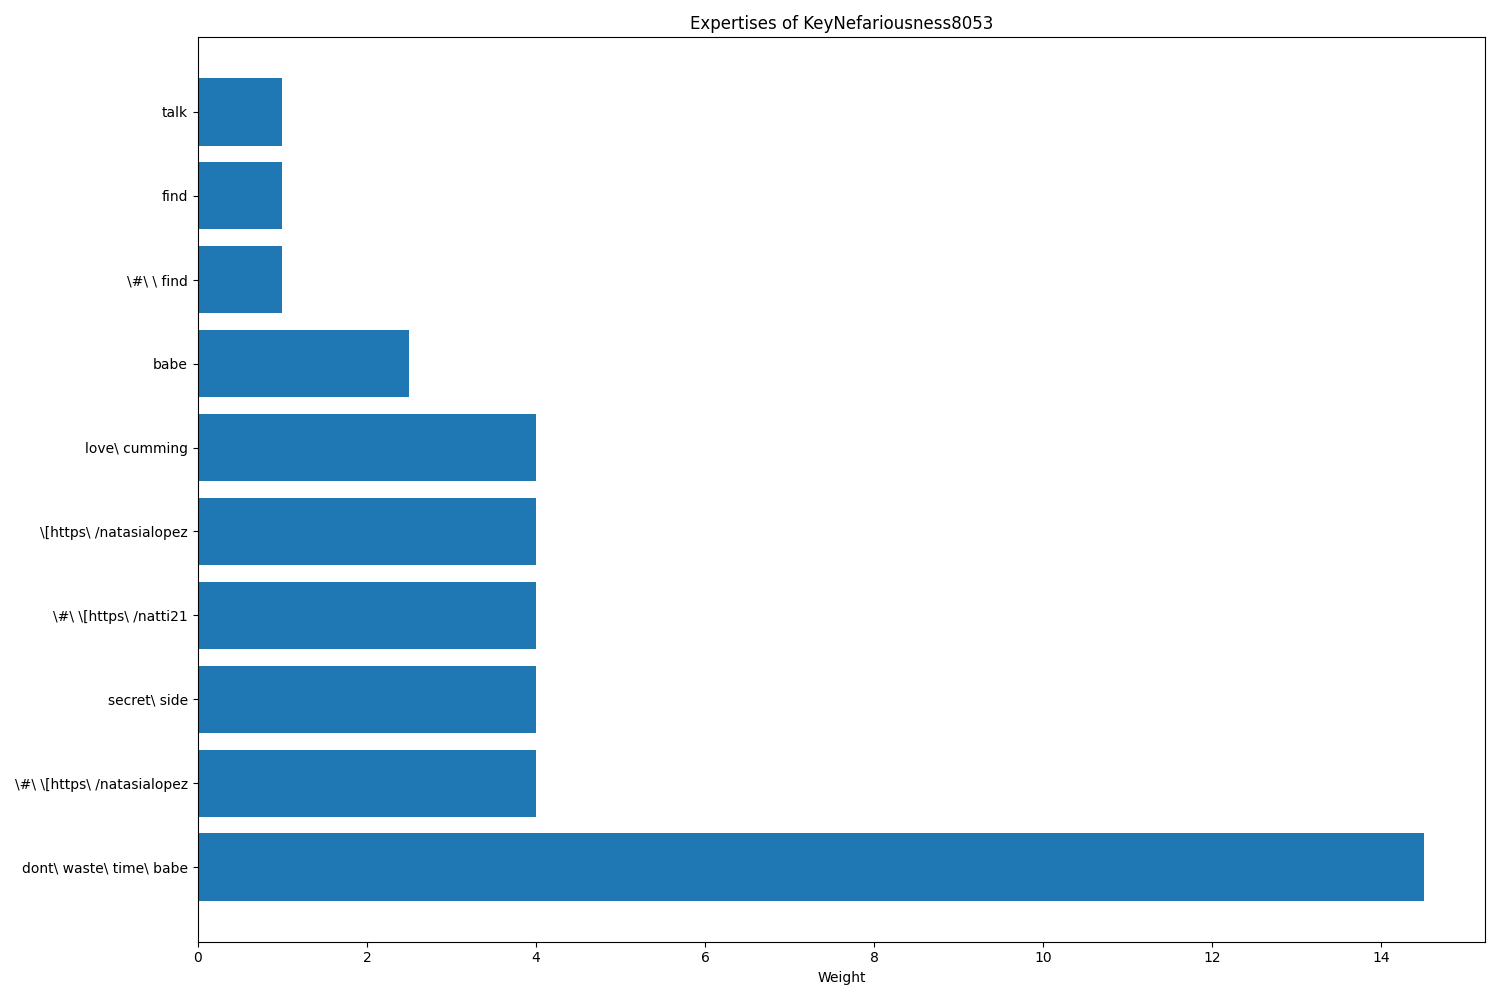 Expertises of KeyNefariousness8053
talk
find
\#\ \ find
babe
love\ cumming
\[https\ /natasialopez
\#\ \[https\ /natti21
secret\ side
\#\ \[https\ /natasialopez
dont\ waste\ time\ babe
0 2 4 6 8 10 12 14
Weight